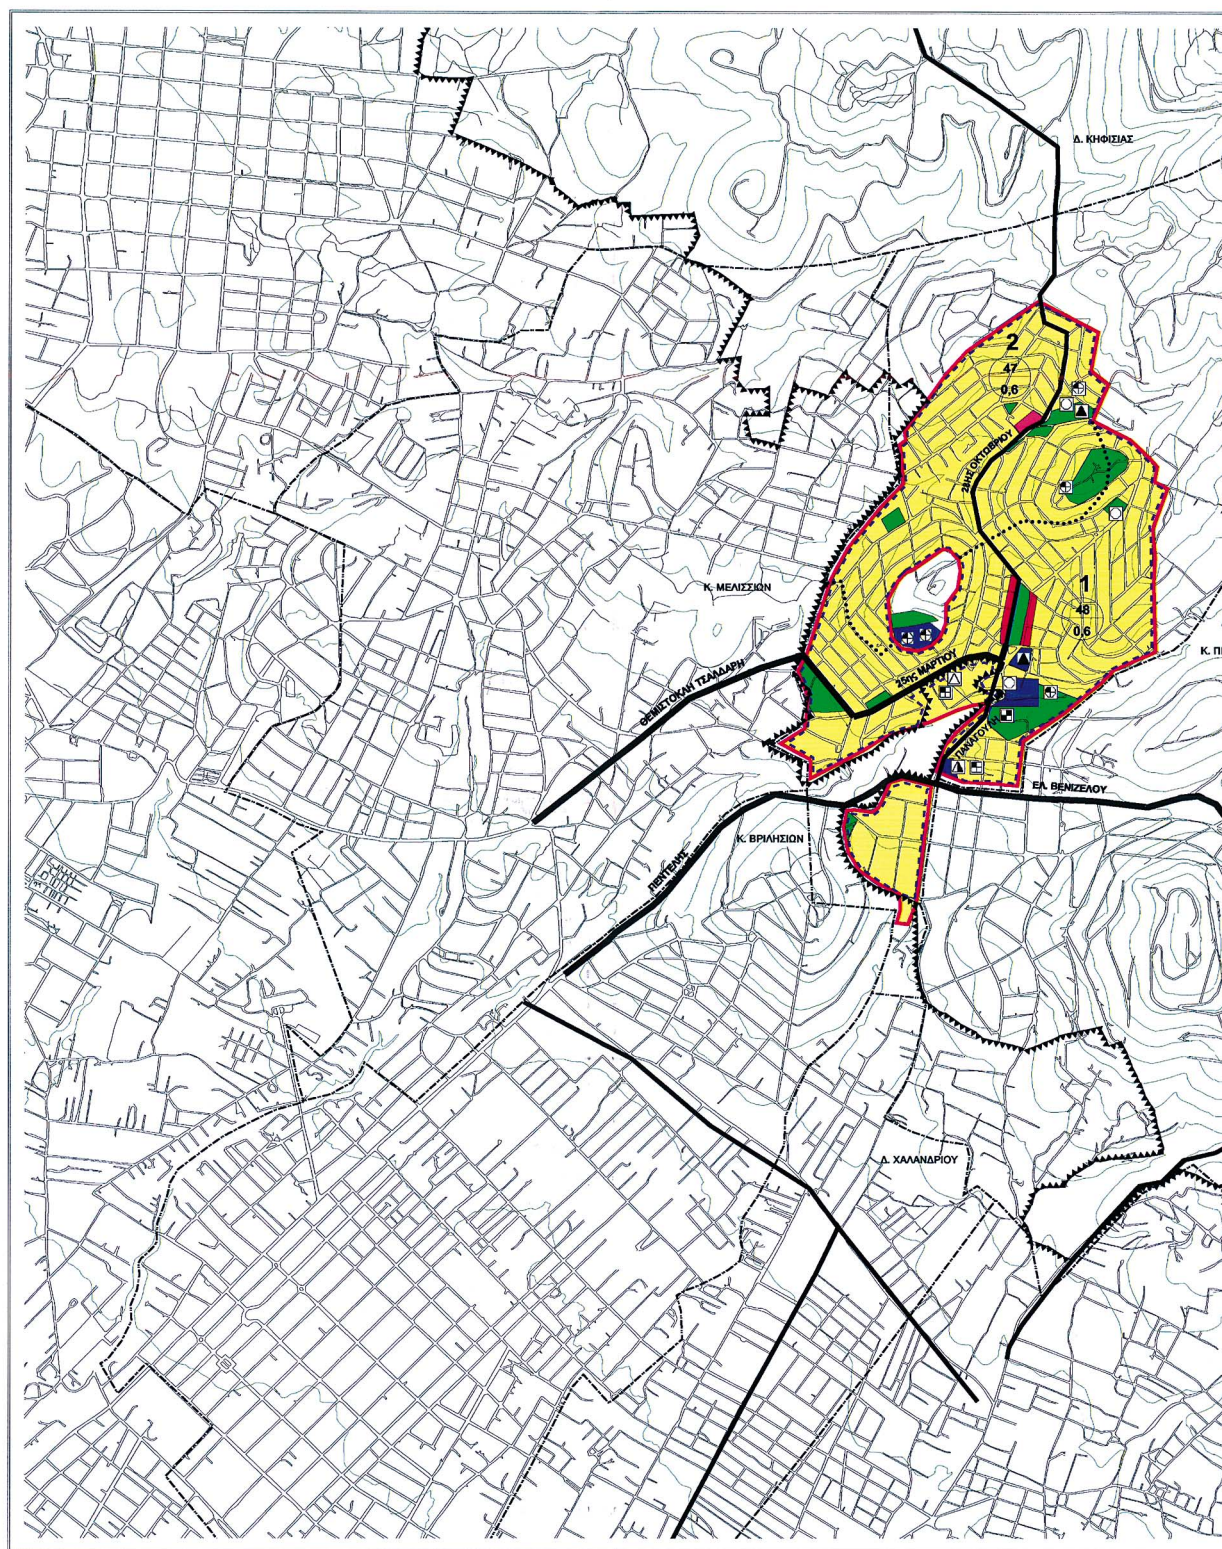 Δ. ΚΗΦΙΣΙΑΣ
2
47
0,6
28ΗΣ ΟΚΤΩΒΡΙΟΥ
Κ. ΜΕΛΙΣΣΙΩΝ
1
48
0,6
25ης ΜΑΡΤΙΟΥ
ΘΕΜΙΣΤΟΚΛΗ ΤΣΑΛΔΑΡΗ
ΕΛ. ΒΕΝΙΖΕΛΟΥ
Κ. ΒΡΙΛΗΣΙΩΝ
ΠΕΝΤΕΛΗΣ
Δ. ΧΑΛΑΝΔΡΙΟΥ